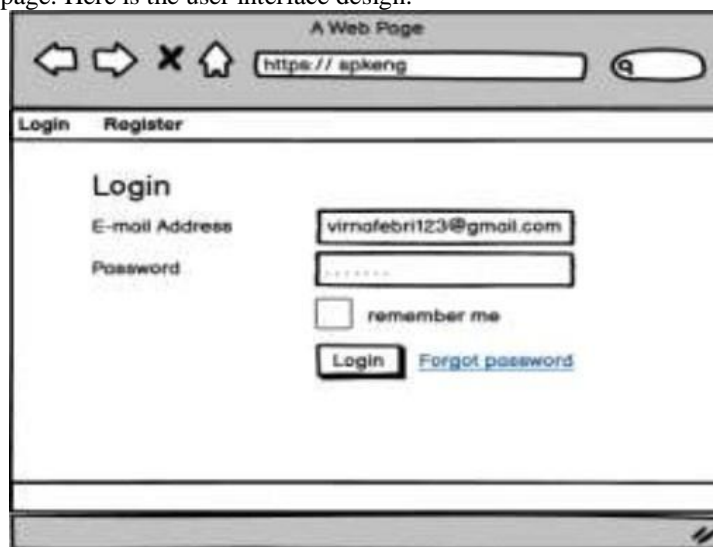 page. Here is the user interface design:
A Web Page
https:// spkeng
Login Register
Login
E-mail Address
virnafebri123@gmail.com
Password
.......
remember me
Login Forgot password